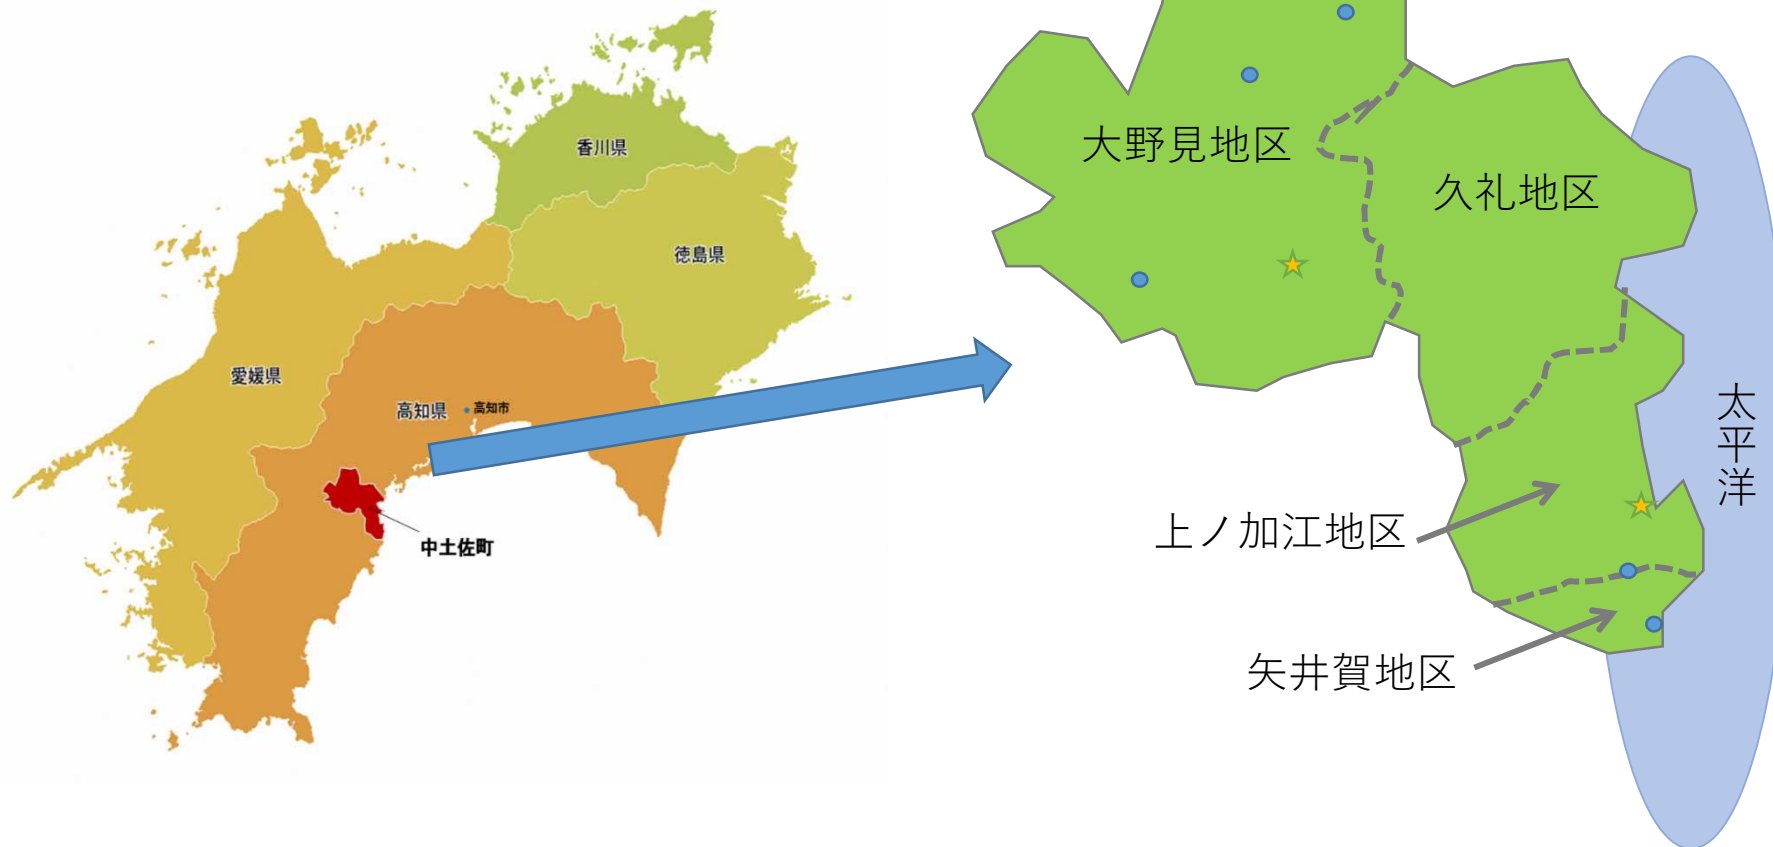 香川県
徳島県
愛媛県
高知県
高知市
中土佐町
大野見地区
久礼地区
太平洋
上ノ加江地区
矢井賀地区